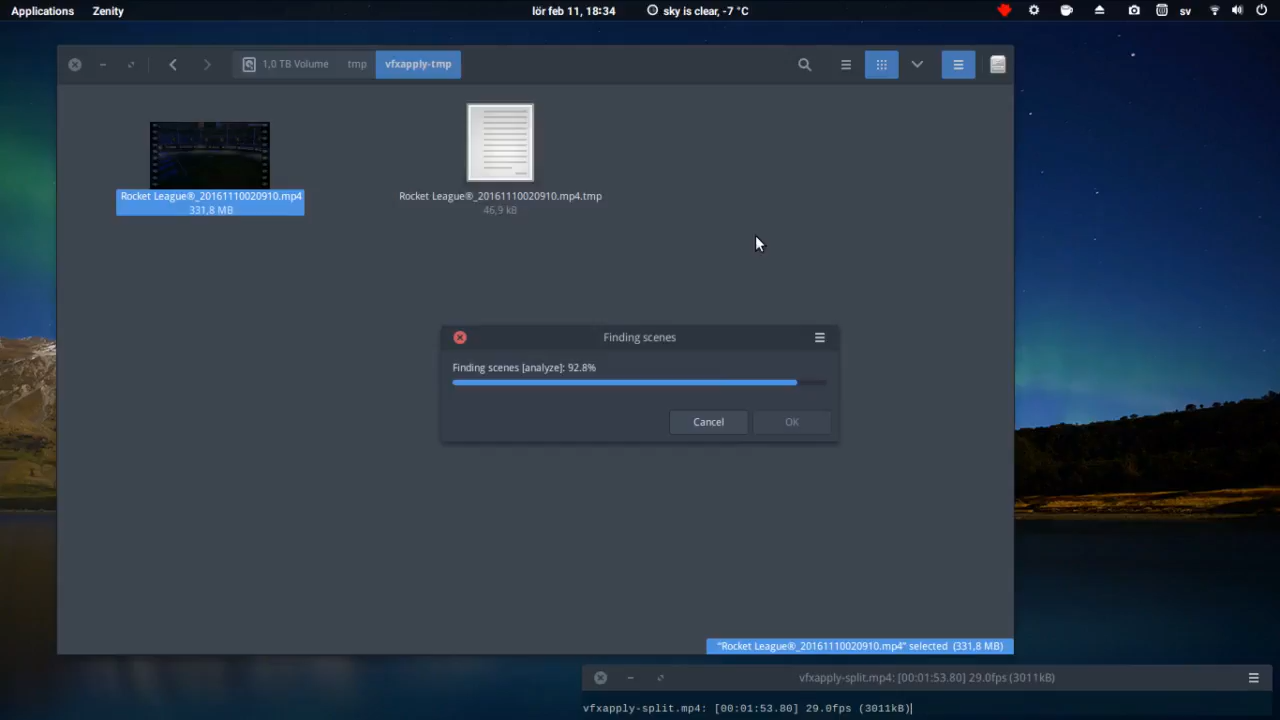 Applications Zenity lör feb 11, 18:34 sky is clear, -7 °C sv
1,0 TB Volume tmp vfxapply-tmp
Rocket League®_20161110020910.mp4
331,8 MB
Rocket League®_20161110020910.mp4.tmp
46,9 kB
Finding scenes
Finding scenes [analyze]: 92.8%
Cancel OK
"Rocket League®_20161110020910.mp4" selected (331,8 MB)
vfxapply-split.mp4: [00:01:53.80] 29.0fps (3011kB)
vfxapply-split.mp4: [00:01:53.80] 29.0fps (3011kB)